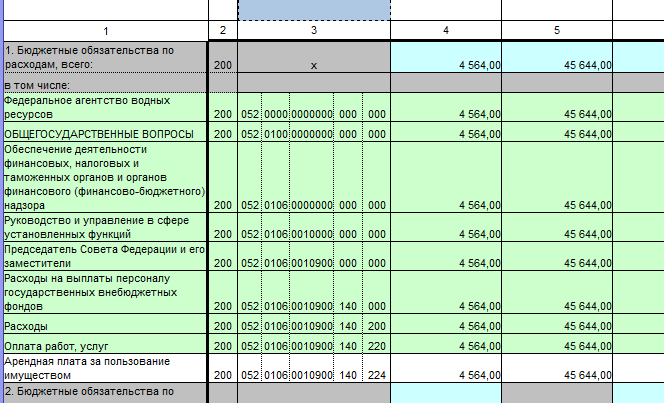 1 2 3 4 5
1. Бюджетные обязательства по
расходам, всего: 200 x 4 564,00 45 644,00
в том числе:
Федеральное агентство водных
ресурсов 200 052 0000 0000000 000 000 4 564,00 45 644,00
ОБЩЕГОСУДАРСТВЕННЫЕ ВОПРОСЫ 200 052 0100 0000000 000 000 4 564,00 45 644,00
Обеспечение деятельности
финансовых, налоговых и
таможенных органов и органов
финансового (финансово-бюджетного)
надзора 200 052 0106 0000000 000 000 4 564,00 45 644,00
Руководство и управление в сфере
установленных функций 200 052 0106 0010000 000 000 4 564,00 45 644,00
Председатель Совета Федерации и его
заместители 200 052 0106 0010900 000 000 4 564,00 45 644,00
Расходы на выплаты персоналу
государственных внебюджетных
фондов 200 052 0106 0010900 140 000 4 564,00 45 644,00
Расходы 200 052 0106 0010900 140 200 4 564,00 45 644,00
Оплата работ, услуг 200 052 0106 0010900 140 220 4 564,00 45 644,00
Арендная плата за пользование
имуществом 200 052 0106 0010900 140 224 4 564,00 45 644,00
2. Бюджетные обязательства по